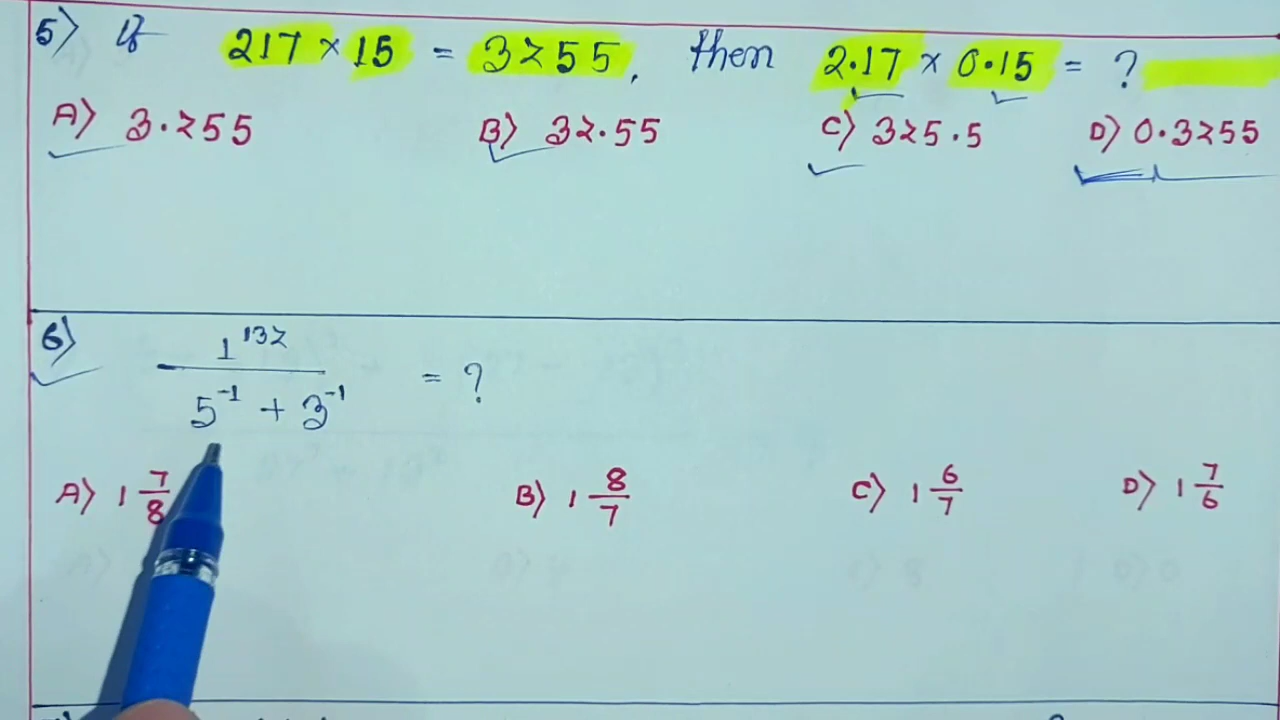 5) If 217 × 15 = 3255, then 2.17 × 0.15 = ?
A) 3.255 B) 32.55 C) 325.5 D) 0.3255
6) 1^132 / (5^-1 + 3^-1) = ?
A) 1 7/8 B) 1 8/7 C) 1 6/7 D) 1 7/6